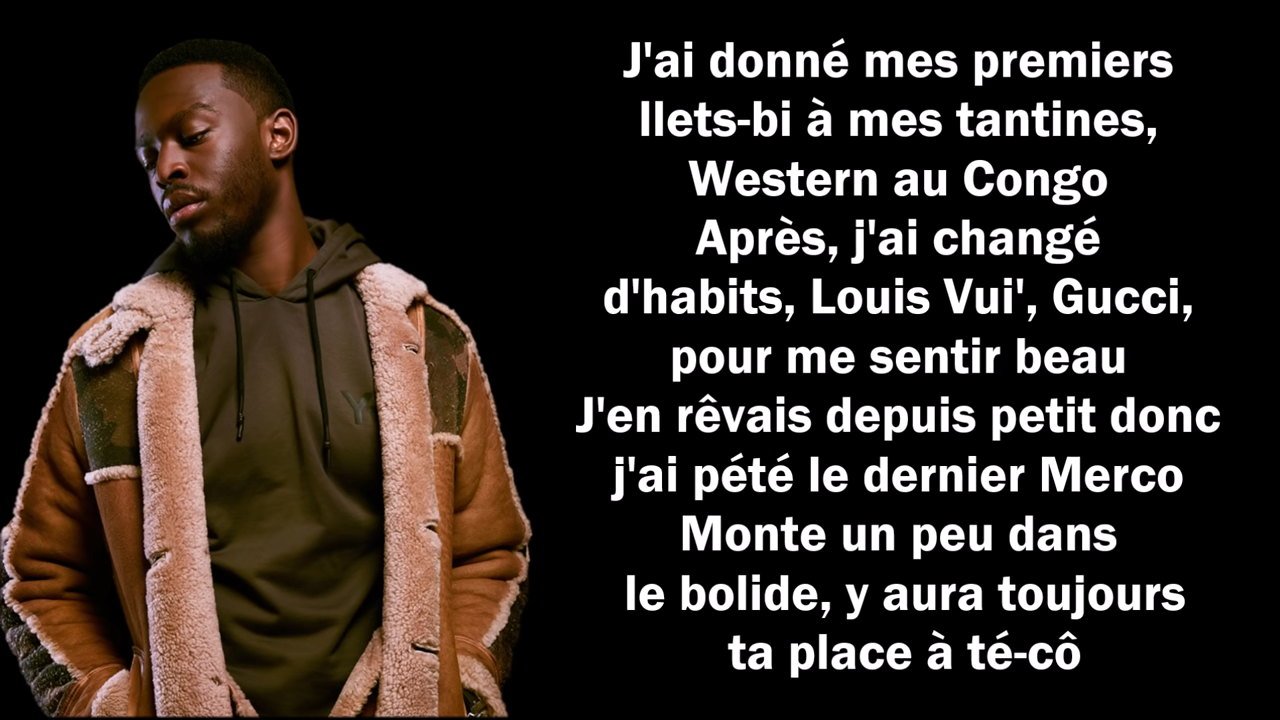 J'ai donné mes premiers
llets-bi à mes tantines,
Western au Congo
Après, j'ai changé
d'habits, Louis Vui', Gucci,
pour me sentir beau
J'en rêvais depuis petit donc
j'ai pété le dernier Merco
Monte un peu dans
le bolide, y aura toujours
ta place à té-cô